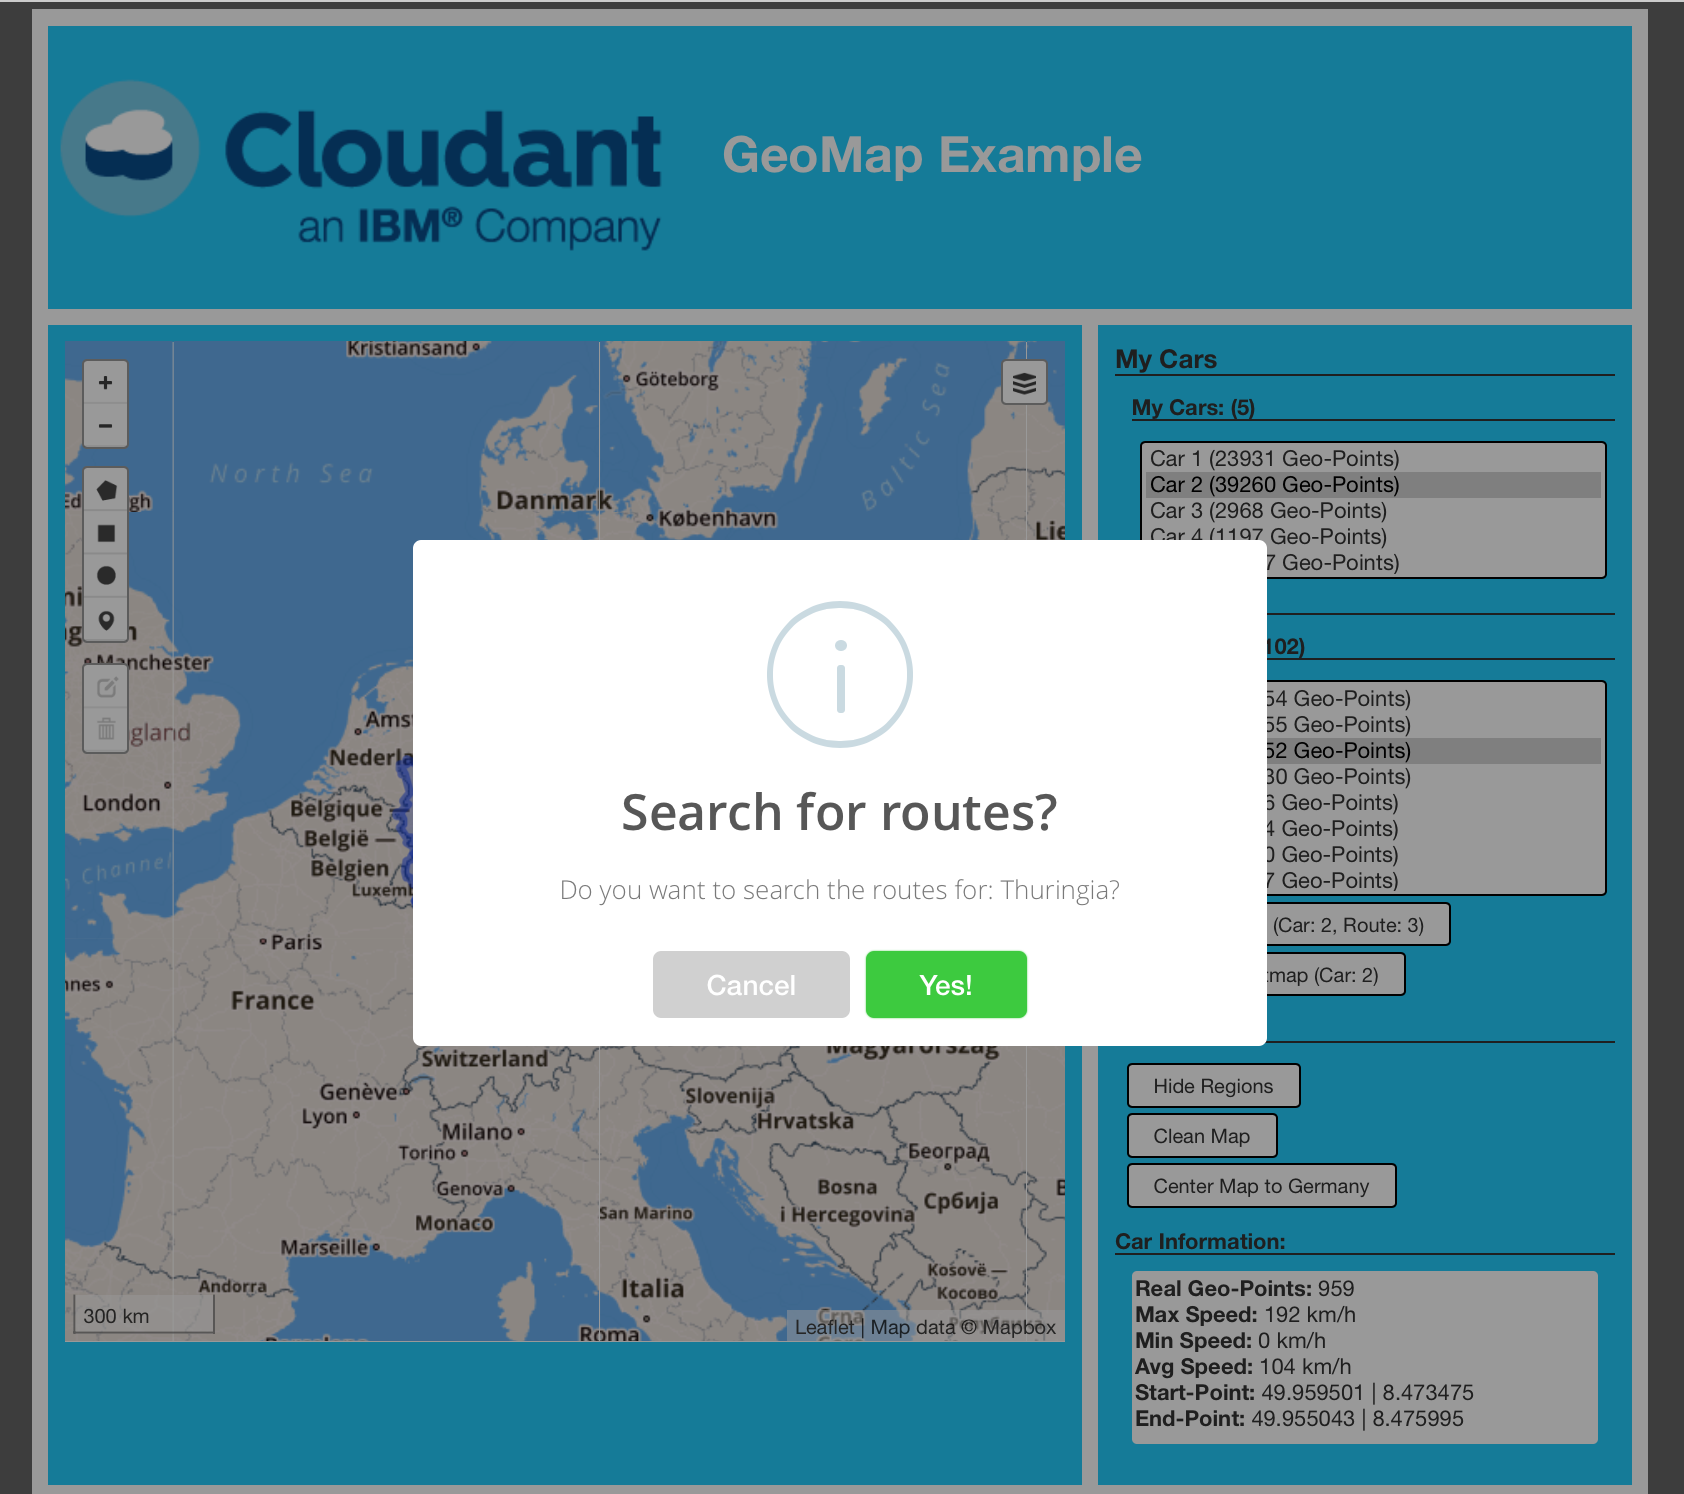 Cloudant
an IBM® Company
GeoMap Example
Kristiansand
Göteborg
North Sea
Baltic Sea
Danmark
København
Manchester
London
Channel
Belgique —
België —
Belgien
Paris
France
Switzerland
Genève
Lyon
Milano
Torino
Genova
Monaco
San Marino
Marseille
Andorra
Italia
Roma
Magyarország
Slovenija
Hrvatska
Београд
Bosna
i Hercegovina
Србија
Kosovë —
Косово
300 km
Leaflet | Map data © Mapbox
Search for routes?
Do you want to search the routes for: Thuringia?
Cancel
Yes!
My Cars
My Cars: (5)
Car 1 (23931 Geo-Points)
Car 2 (39260 Geo-Points)
Car 3 (2968 Geo-Points)
Car 4 (1197 Geo-Points)
7 Geo-Points)
102)
54 Geo-Points)
55 Geo-Points)
52 Geo-Points)
30 Geo-Points)
6 Geo-Points)
4 Geo-Points)
0 Geo-Points)
7 Geo-Points)
(Car: 2, Route: 3)
map (Car: 2)
Hide Regions
Clean Map
Center Map to Germany
Car Information:
Real Geo-Points: 959
Max Speed: 192 km/h
Min Speed: 0 km/h
Avg Speed: 104 km/h
Start-Point: 49.959501 | 8.473475
End-Point: 49.955043 | 8.475995